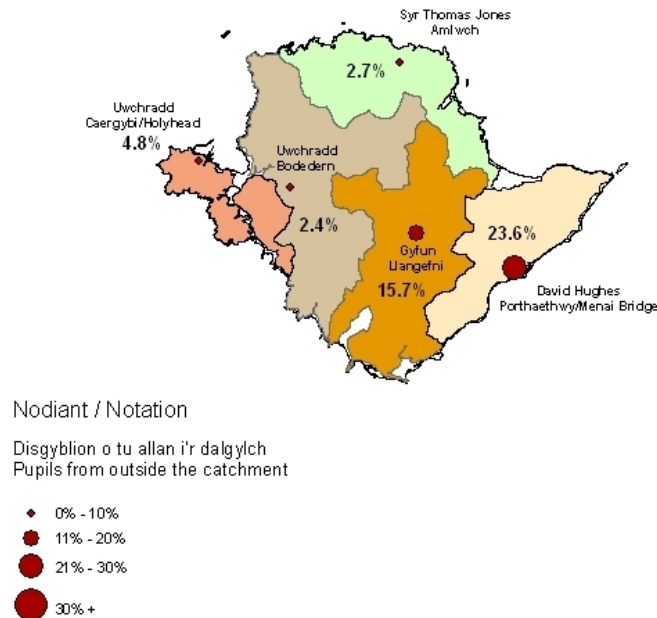 Syr Thomas Jones
Amlwch
2.7%
Uwchradd
Caergybi/Holyhead
4.8%
Uwchradd
Bodedern
2.4%
Gyfun
Llangefni
15.7%
23.6%
David Hughes
Porthaethwy/Menai Bridge
Nodiant / Notation
Disgyblion o tu allan i'r dalgylch
Pupils from outside the catchment
0% - 10%
11% - 20%
21% - 30%
30% +